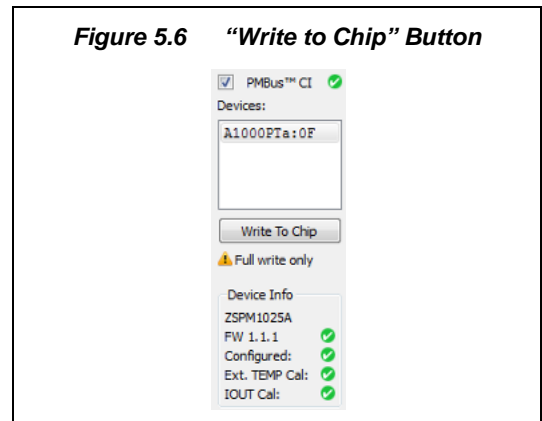 Figure 5.6 “Write to Chip” Button
PMBus™ CI
Devices:
A1000PTa:0F
Write To Chip
Full write only
Device Info
ZSPM1025A
FW 1.1.1
Configured:
Ext. TEMP Cal:
IOUT Cal: